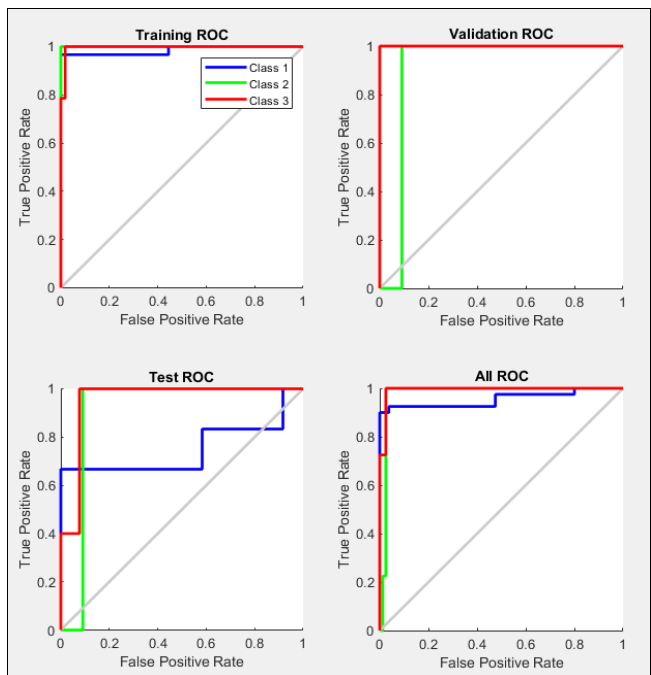 Training ROC
True Positive Rate
1
0.8
0.6
0.4
0.2
0
Class 1
Class 2
Class 3
0 0.2 0.4 0.6 0.8 1
False Positive Rate
Validation ROC
True Positive Rate
1
0.8
0.6
0.4
0.2
0
0 0.2 0.4 0.6 0.8 1
False Positive Rate
Test ROC
True Positive Rate
1
0.8
0.6
0.4
0.2
0
0 0.2 0.4 0.6 0.8 1
False Positive Rate
All ROC
True Positive Rate
1
0.8
0.6
0.4
0.2
0
0 0.2 0.4 0.6 0.8 1
False Positive Rate